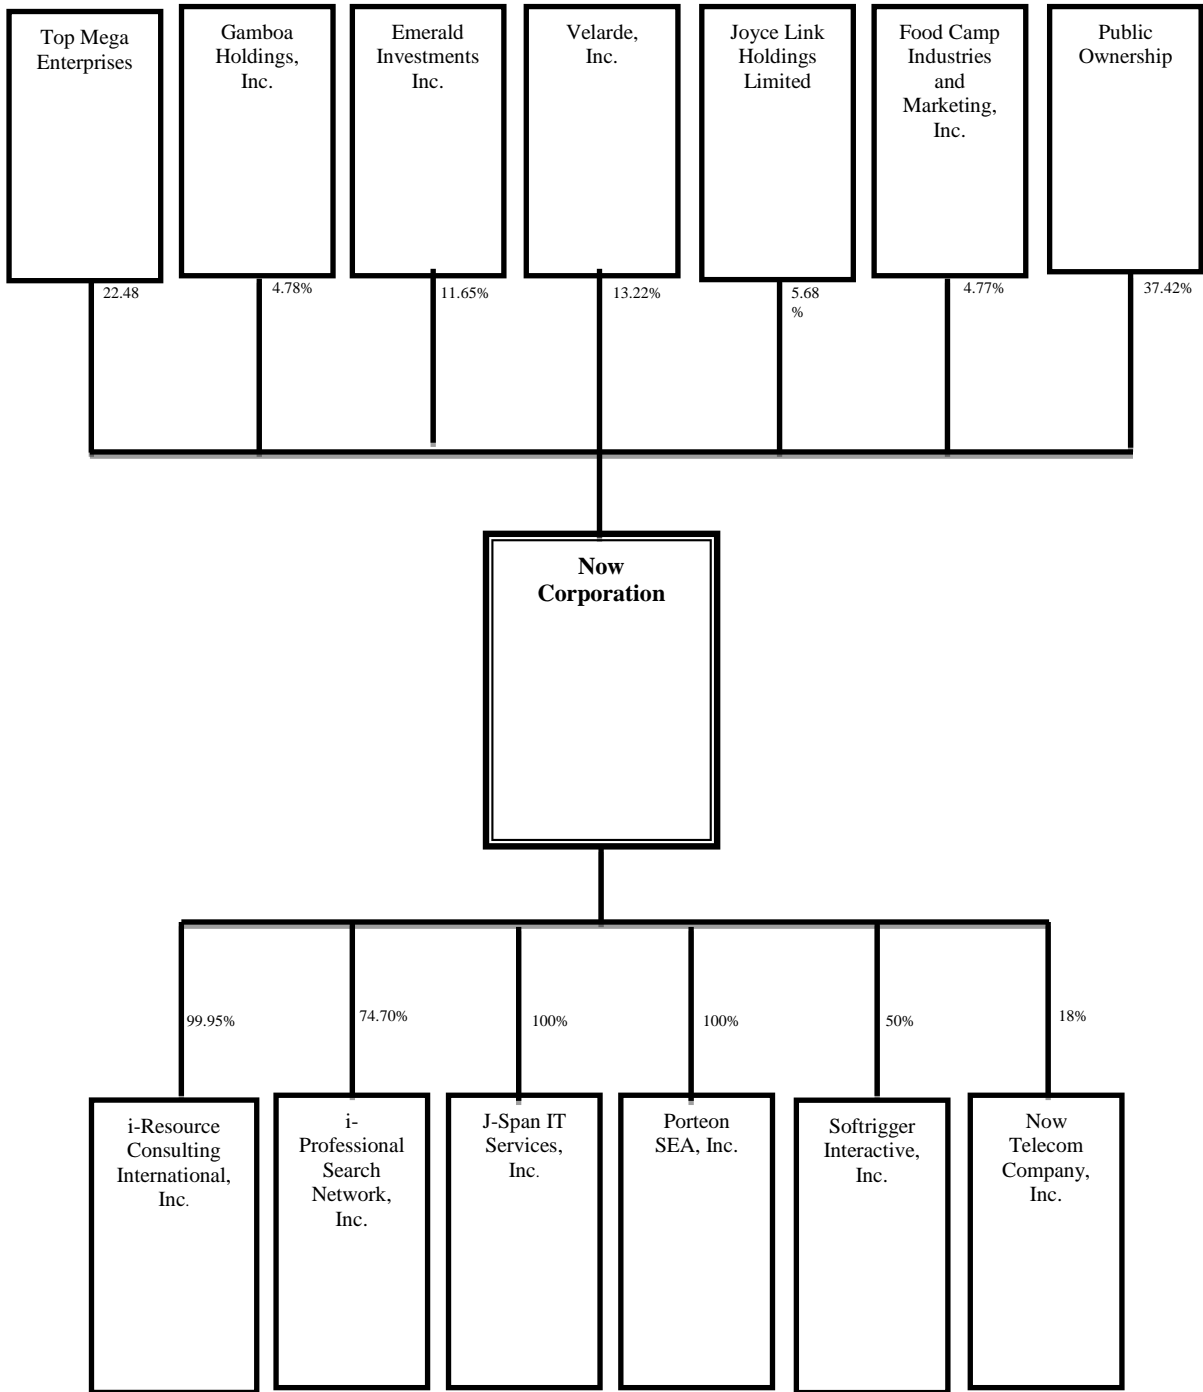 Top Mega
Enterprises
Gamboa
Holdings,
Inc.
Emerald
Investments
Inc.
Velarde,
Inc.
Joyce Link
Holdings
Limited
Food Camp
Industries
and
Marketing,
Inc.
Public
Ownership
22.48
4.78%
11.65%
13.22%
5.68
%
4.77%
37.42%
Now
Corporation
99.95%
74.70%
100%
100%
50%
18%
i-Resource
Consulting
International,
Inc.
i-
Professional
Search
Network,
Inc.
J-Span IT
Services,
Inc.
Porteon
SEA, Inc.
Softrigger
Interactive,
Inc.
Now
Telecom
Company,
Inc.